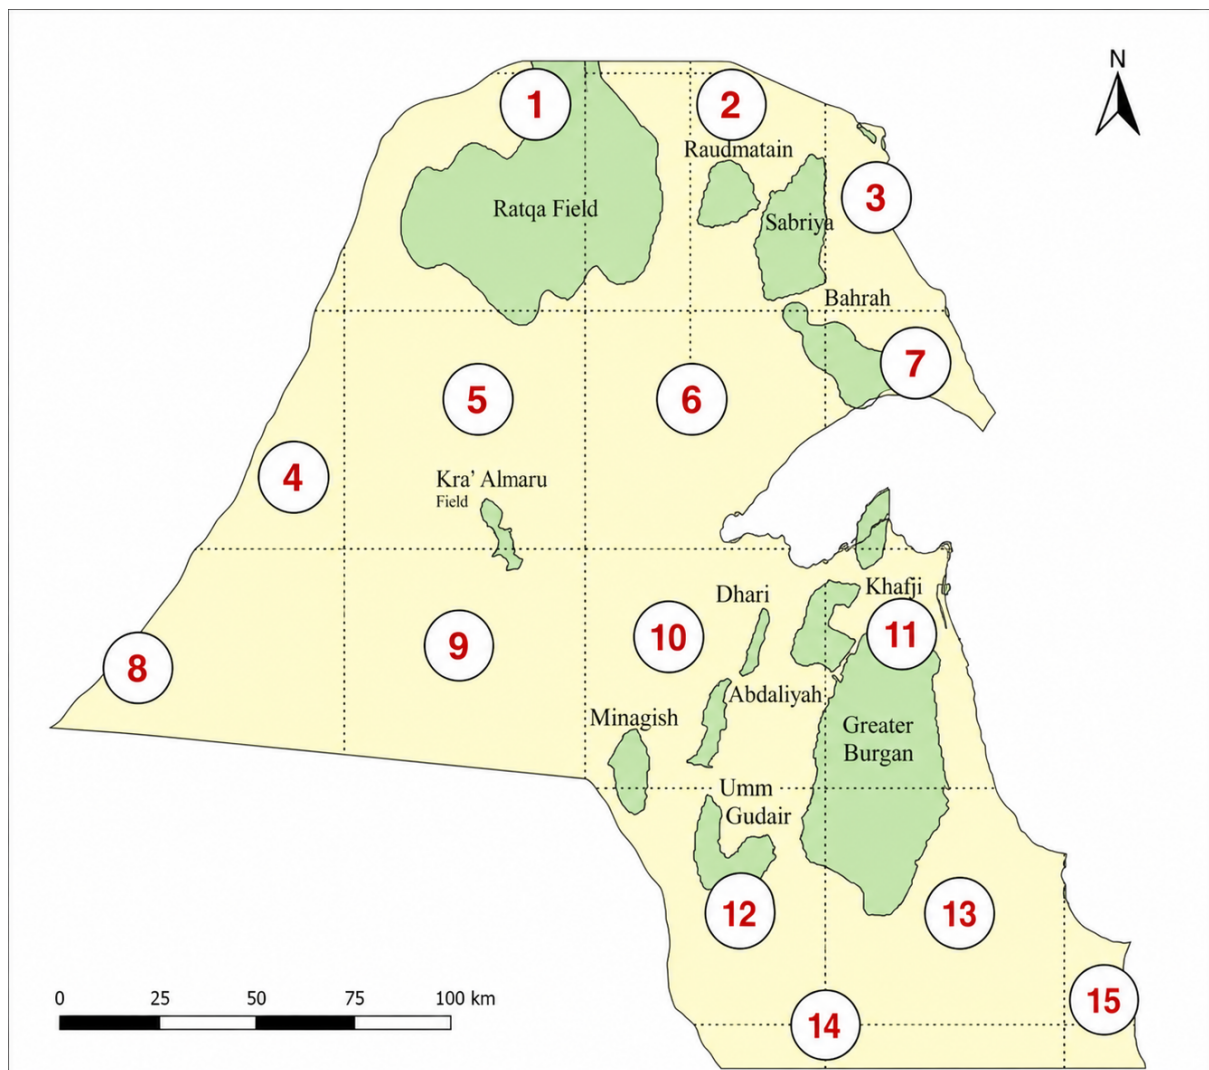 N
1
2
Raudmatain
3
Ratqa Field
Sabriya
Bahrah
7
5
6
4
Kra’ Almaru
Field
Dhari
Khafji
8
9
10
11
Abdaliyah
Minagish
Greater
Burgan
Umm
Gudair
12
13
0 25 50 75 100 km
14
15